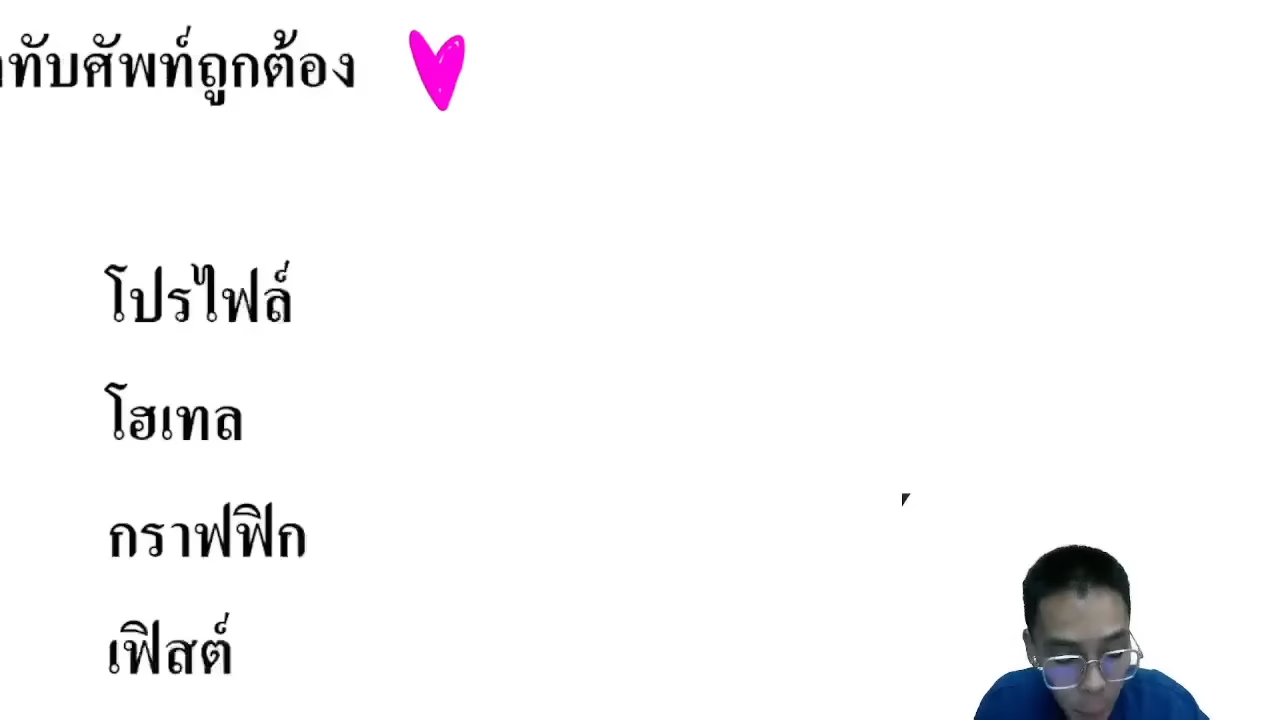 ทับศัพท์ถูกต้อง
โปรไฟล์
โฮเทล
กราฟฟิก
เฟิสต์